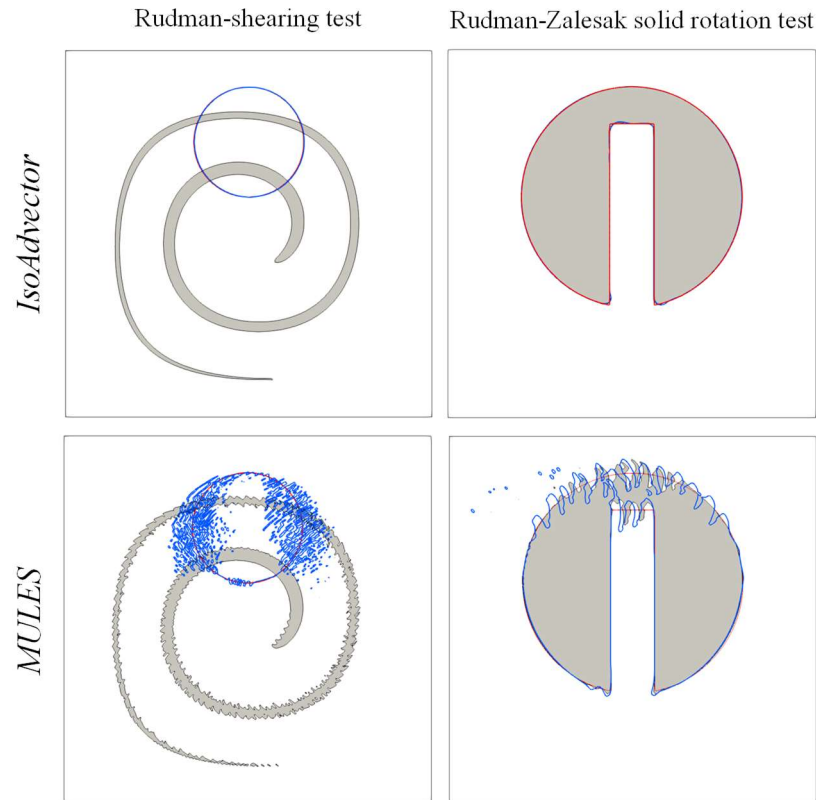 Rudman-shearing test
Rudman-Zalesak solid rotation test
IsoAdvector
MULES